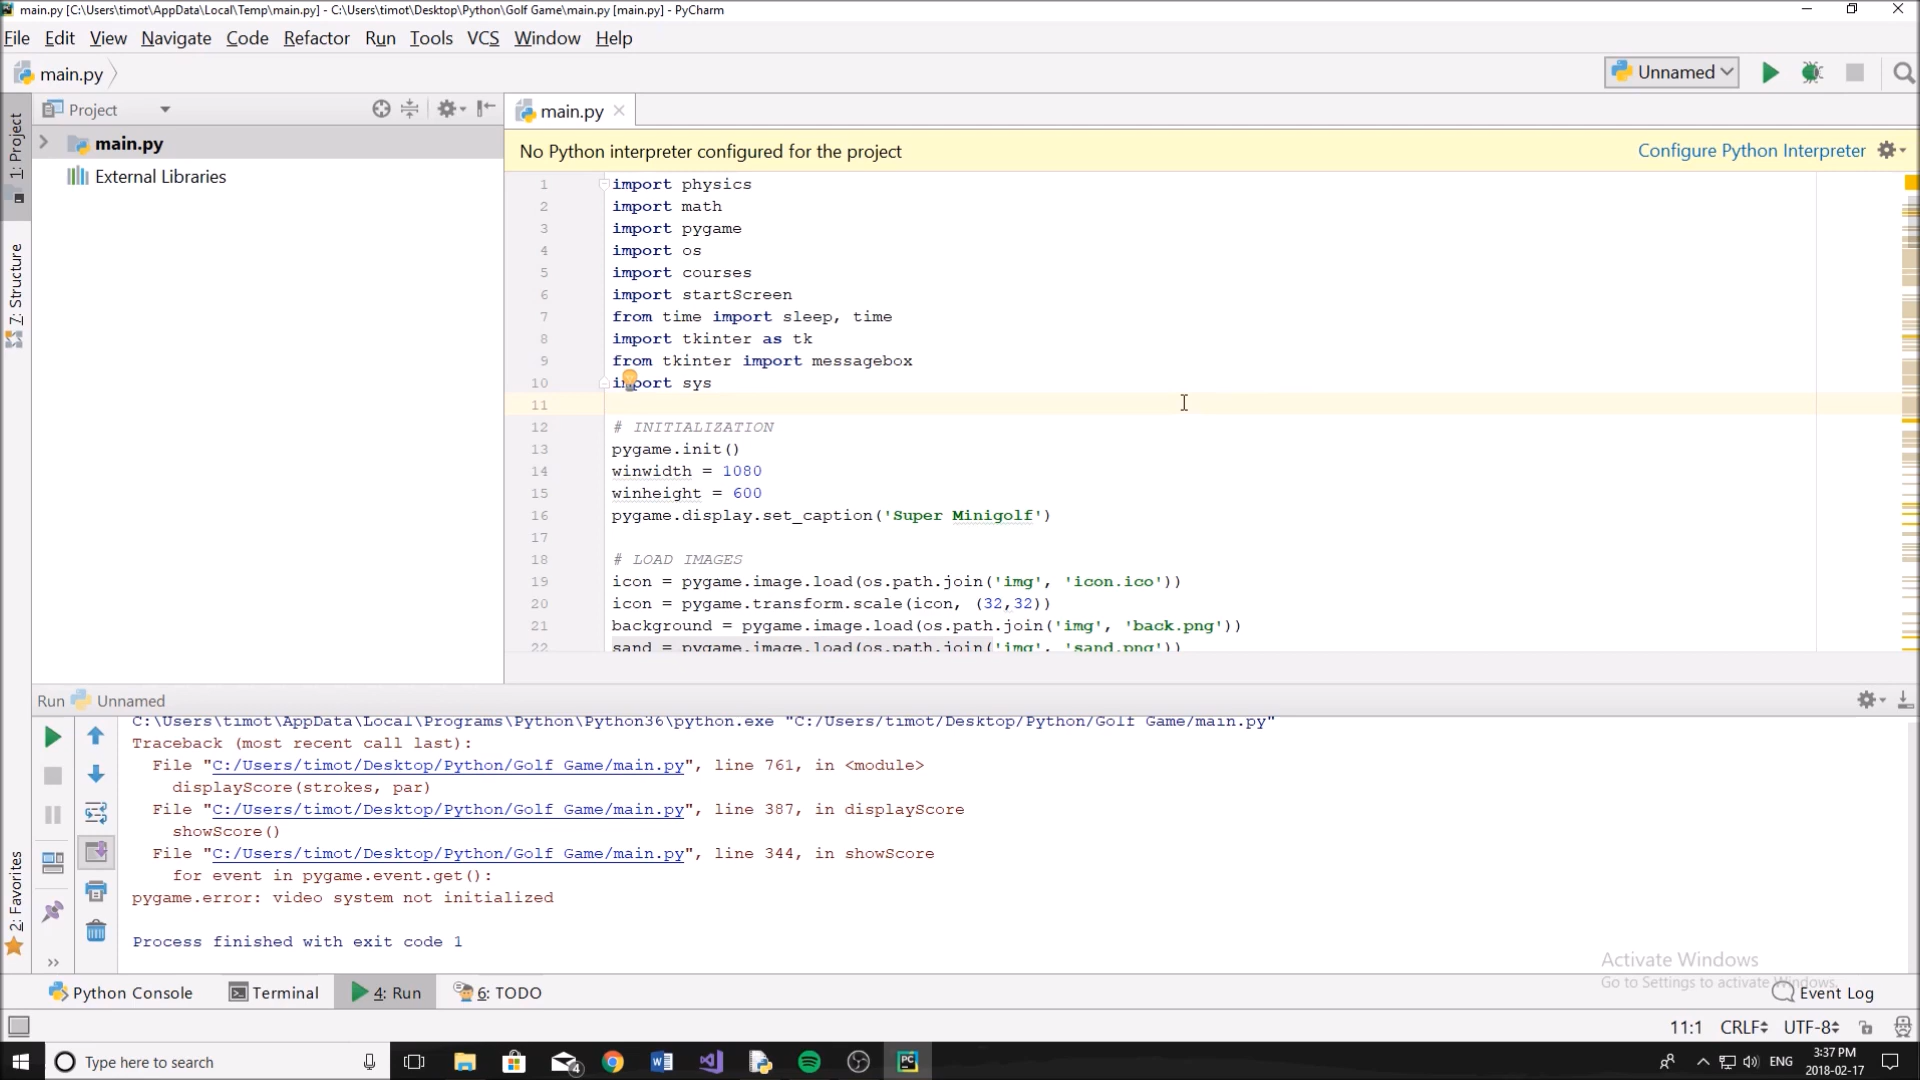 main.py [C:\Users\timot\AppData\Local\Temp\main.py] - C:\Users\timot\Desktop\Python\Golf Game\main.py [main.py] - PyCharm
File Edit View Navigate Code Refactor Run Tools VCS Window Help
main.py
Unnamed
Project
main.py
1: Project
main.py
External Libraries
7: Structure
No Python interpreter configured for the project
Configure Python Interpreter
1 import physics
2 import math
3 import pygame
4 import os
5 import courses
6 import startScreen
7 from time import sleep, time
8 import tkinter as tk
9 from tkinter import messagebox
10 import sys
11
12 # INITIALIZATION
13 pygame.init()
14 winwidth = 1080
15 winheight = 600
16 pygame.display.set_caption('Super Minigolf')
17
18 # LOAD IMAGES
19 icon = pygame.image.load(os.path.join('img', 'icon.ico'))
20 icon = pygame.transform.scale(icon, (32,32))
21 background = pygame.image.load(os.path.join('img', 'back.png'))
22 sand = pygame.image.load(os.path.join('img', 'sand.png'))
Run Unnamed
C:\Users\timot\AppData\Local\Programs\Python\Python36\python.exe "C:/Users/timot/Desktop/Python/Golf Game/main.py"
Traceback (most recent call last):
File "C:/Users/timot/Desktop/Python/Golf Game/main.py", line 761, in <module>
displayScore(strokes, par)
File "C:/Users/timot/Desktop/Python/Golf Game/main.py", line 387, in displayScore
showScore()
File "C:/Users/timot/Desktop/Python/Golf Game/main.py", line 344, in showScore
for event in pygame.event.get():
pygame.error: video system not initialized
Process finished with exit code 1
2: Favorites
Activate Windows
Go to Settings to activate Windows.
Python Console Terminal 4: Run 6: TODO Event Log
11:1 CRLF UTF-8
Type here to search
4
PC
ENG
3:37 PM
2018-02-17